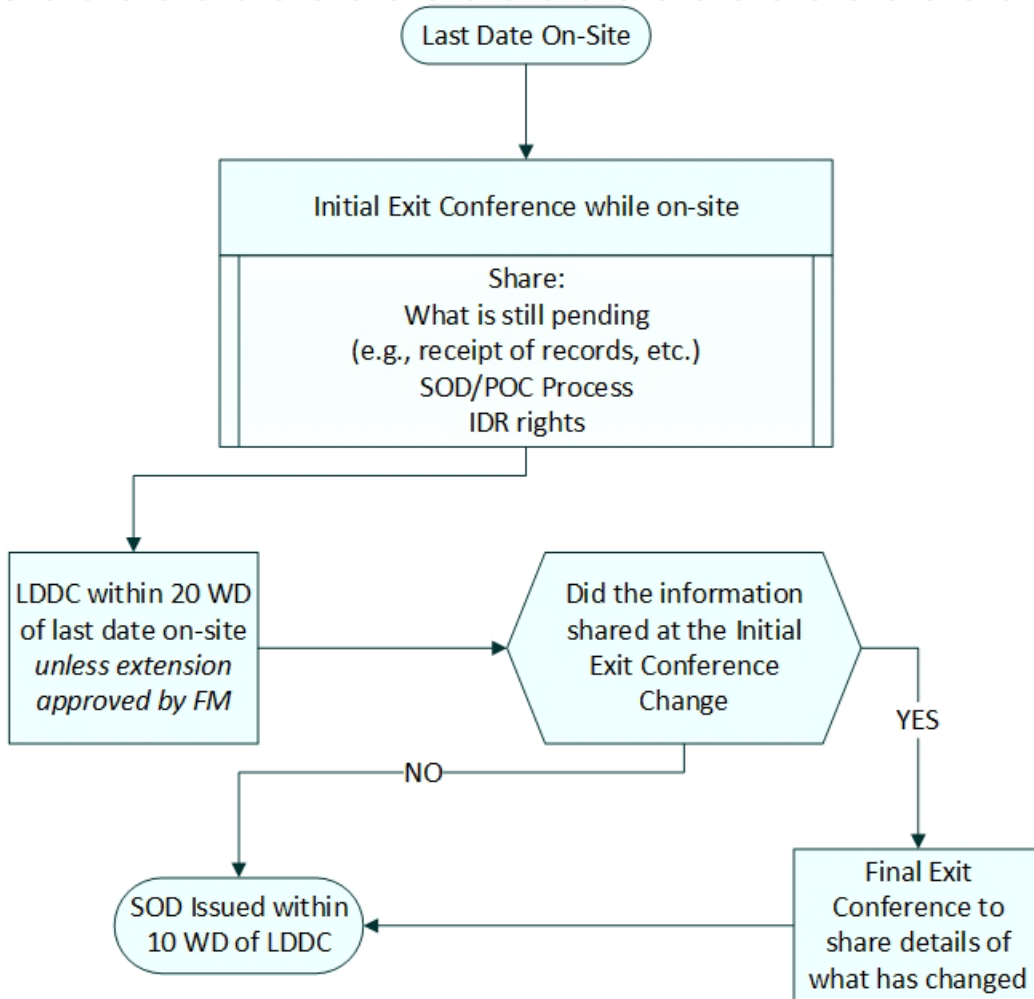 Last Date On-Site
Initial Exit Conference while on-site
Share:
What is still pending
(e.g., receipt of records, etc.)
SOD/POC Process
IDR rights
LDDC within 20 WD
of last date on-site
unless extension
approved by FM
Did the information
shared at the Initial
Exit Conference
Change
YES
NO
SOD Issued within
10 WD of LDDC
Final Exit
Conference to
share details of
what has changed